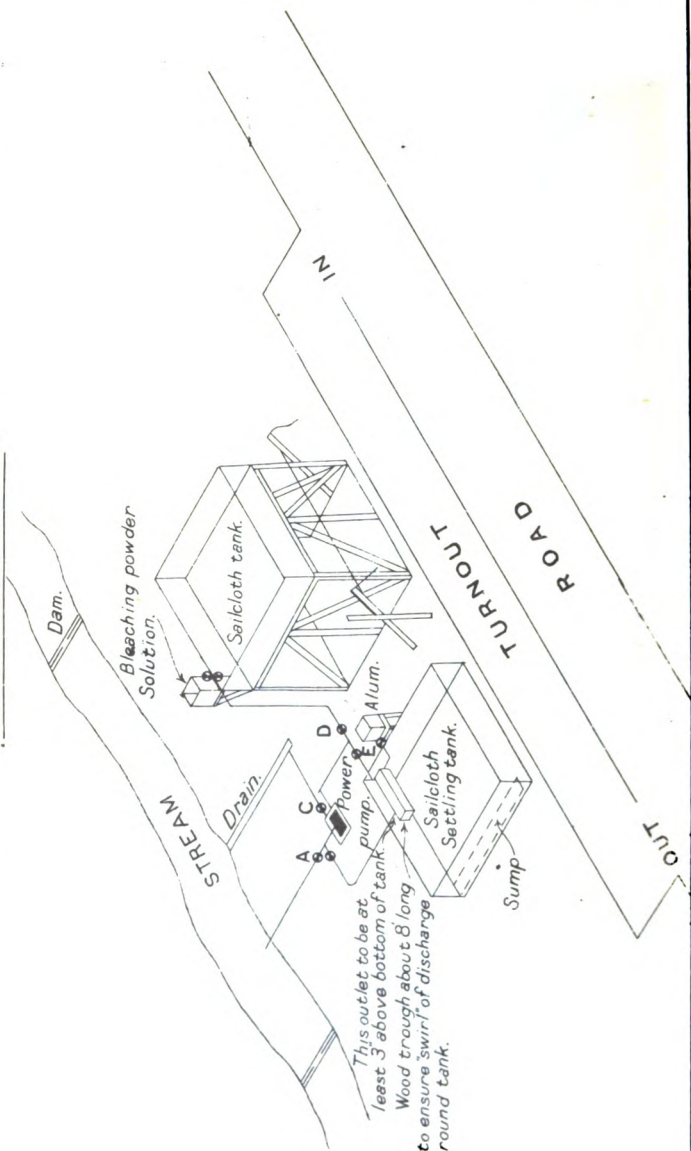 Dam.
STREAM
Bleaching powder
Solution.
Sailcloth tank.
Drain.
A
C
D
E
Power
pump.
Alum.
Sailcloth
Settling tank.
Sump
This outlet to be at
least 3" above bottom of tank.
Wood trough about 8' long
to ensure "swirl" of discharge
round tank.
IN
TURNOUT
ROAD
OUT